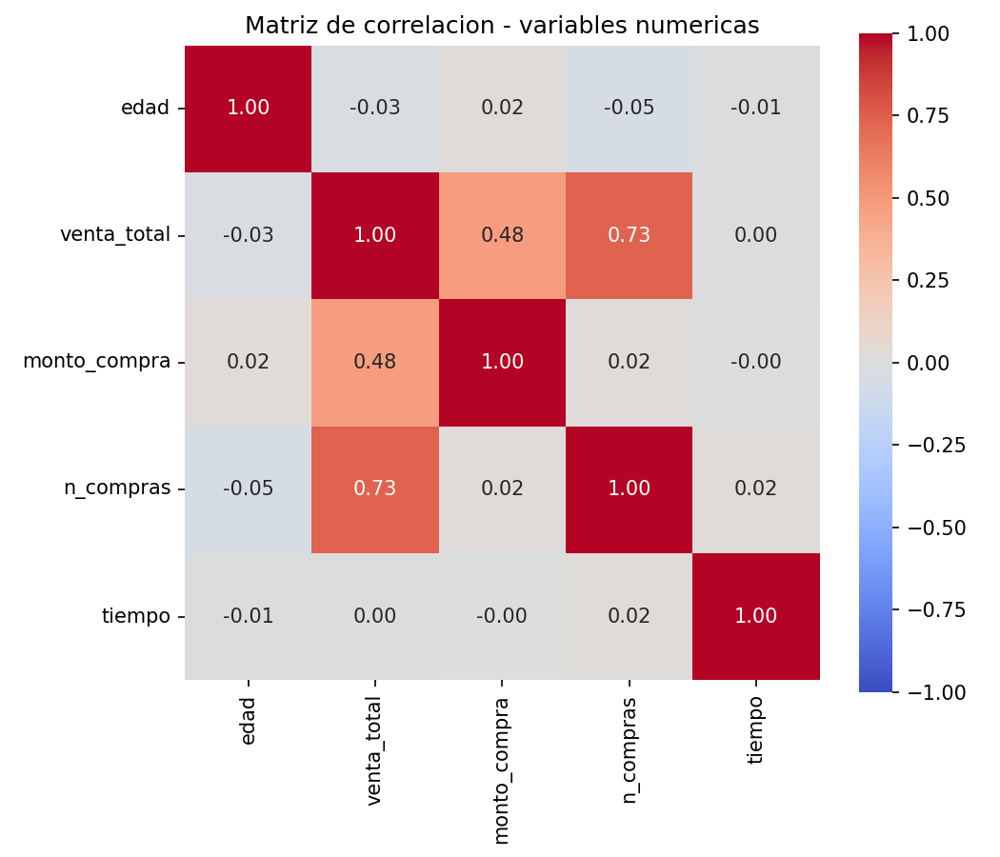 Matriz de correlacion - variables numericas
edad 1.00 -0.03 0.02 -0.05 -0.01
venta_total -0.03 1.00 0.48 0.73 0.00
monto_compra 0.02 0.48 1.00 0.02 -0.00
n_compras -0.05 0.73 0.02 1.00 0.02
tiempo -0.01 0.00 -0.00 0.02 1.00
edad venta_total monto_compra n_compras tiempo
1.00
0.75
0.50
0.25
0.00
−0.25
−0.50
−0.75
−1.00